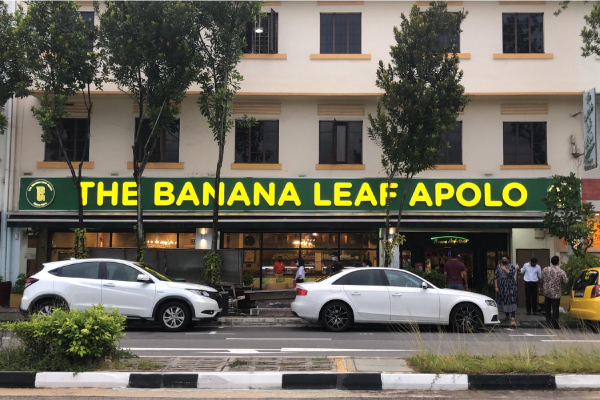 THE BANANA LEAF APOLO